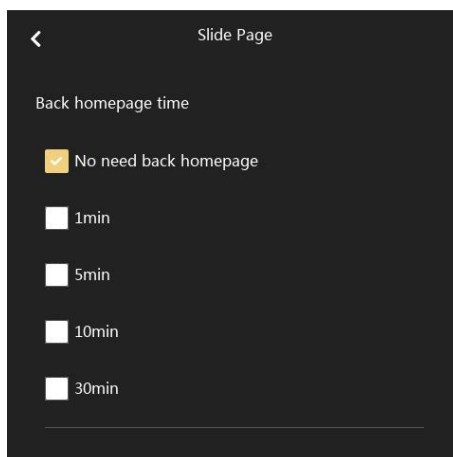 Slide Page
Back homepage time
No need back homepage
1min
5min
10min
30min